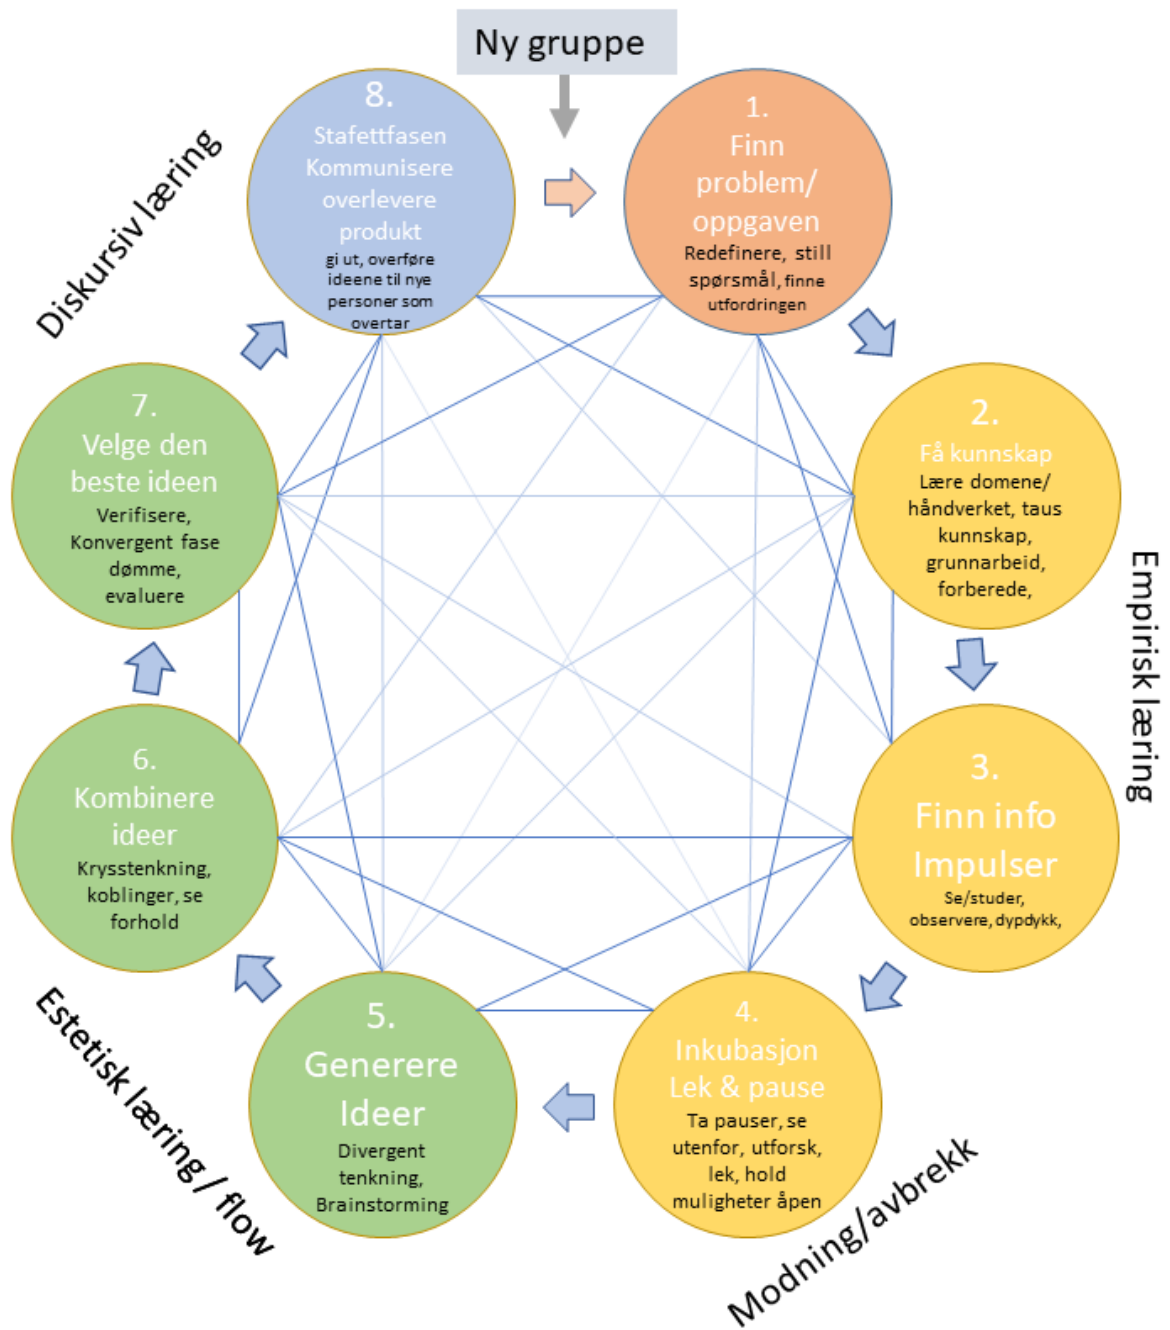 Ny gruppe
1.
Finn
problem/
oppgaven
Redefinere, still
spørsmål, finne
utfordringen
2.
Få kunnskap
Lære domene/
håndverket, taus
kunnskap,
grunnarbeid,
forberede,
Empirisk læring
3.
Finn info
Impulser
Se/studer,
observere, dypdykk,
4.
Inkubasjon
Lek & pause
Ta pauser, se
utenfor, utforsk,
lek, hold
muligheter åpen
Modning/avbrekk
5.
Generere
Ideer
Divergent
tenkning,
Brainstorming
Estetisk læring / flow
6.
Kombinere
ideer
Krysstenkning,
koblinger, se
forhold
7.
Velge den
beste ideen
Verifisere,
Konvergent fase
dømme,
evaluere
Diskursiv læring
8.
Stafettfasen
Kommunisere
overlevere
produkt
gi ut, overføre
ideene til nye
personer som
overtar